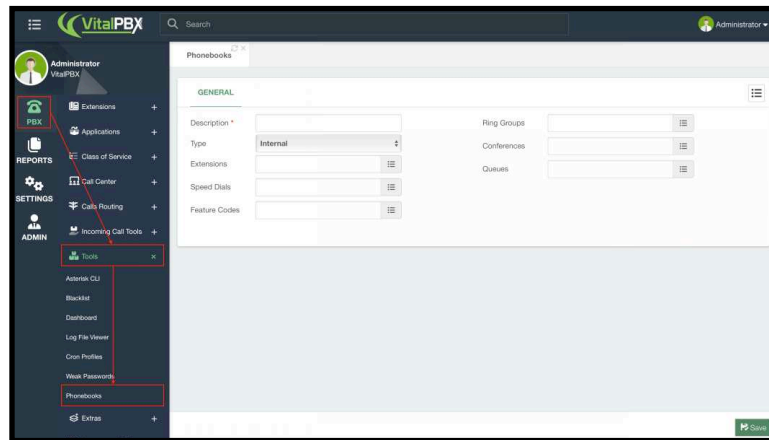 VitalPBX
Search
Administrator
Administrator
VitalPBX
PBX
REPORTS
SETTINGS
ADMIN
Extensions +
Applications +
Class of Service +
Call Center +
Calls Routing +
Incoming Call Tools +
Tools ×
Asterisk CLI
Blacklist
Dashboard
Log File Viewer
Cron Profiles
Weak Passwords
Phonebooks
Extras +
Phonebooks
GENERAL
Description *
Type Internal
Extensions
Speed Dials
Feature Codes
Ring Groups
Conferences
Queues
Save